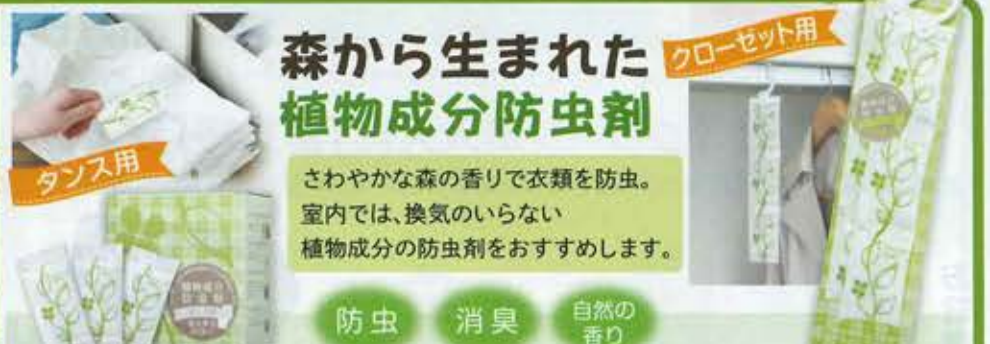 森から生まれた
植物成分防虫剤
クローゼット用
タンス用
さわやかな森の香りで衣類を防虫。
室内では、換気のいらない
植物成分の防虫剤をおすすめします。
防虫
消臭
自然の
香り